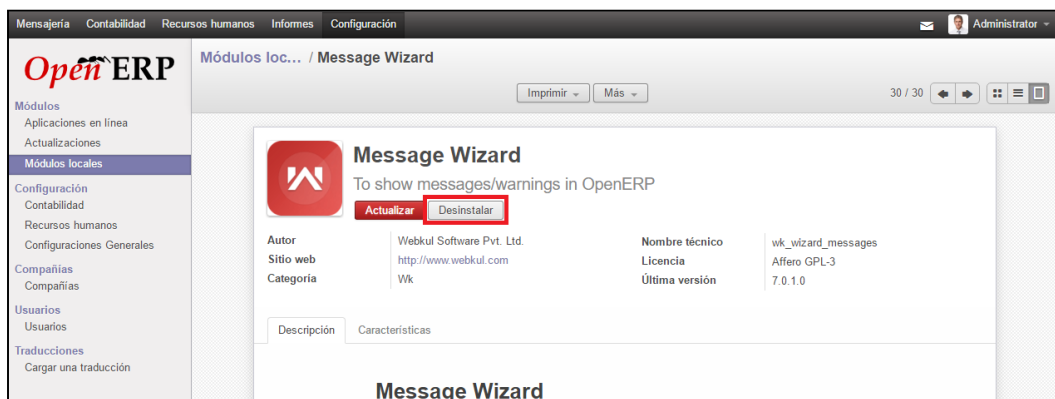 Mensajería Contabilidad Recursos humanos Informes Configuración Administrator
Open ERP
Módulos loc... / Message Wizard
Imprimir Más 30 / 30
Módulos
Aplicaciones en línea
Actualizaciones
Módulos locales
Configuración
Contabilidad
Recursos humanos
Configuraciones Generales
Compañías
Compañías
Usuarios
Usuarios
Traducciones
Cargar una traducción
Message Wizard
To show messages/warnings in OpenERP
Actualizar Desinstalar
Autor Webkul Software Pvt. Ltd. Nombre técnico wk_wizard_messages
Sitio web http://www.webkul.com Licencia Affero GPL-3
Categoría Wk Última versión 7.0.1.0
Descripción Características
Message Wizard